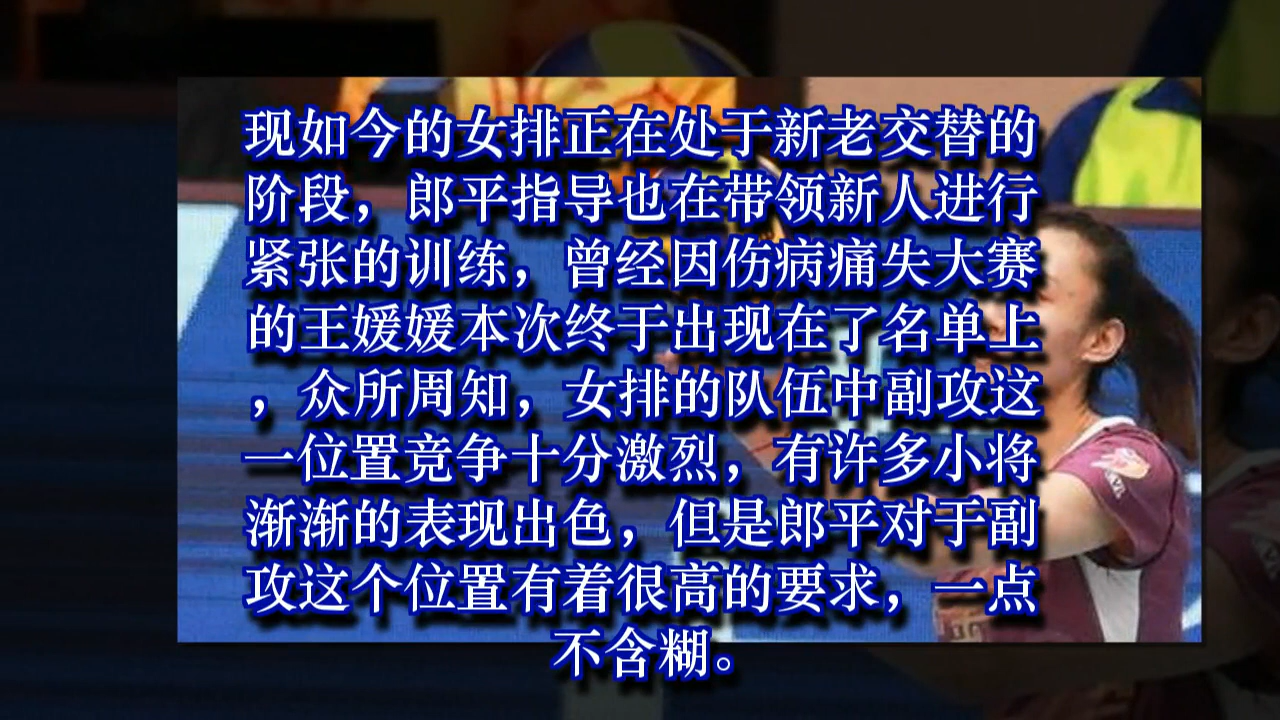 现如今的女排正在处于新老交替的
阶段，郎平指导也在带领新人进行
紧张的训练，曾经因伤病痛失大赛
的王媛媛本次终于出现在了名单上
，众所周知，女排的队伍中副攻这
一位置竞争十分激烈，有许多小将
渐渐的表现出色，但是郎平对于副
攻这个位置有着很高的要求，一点
不含糊。